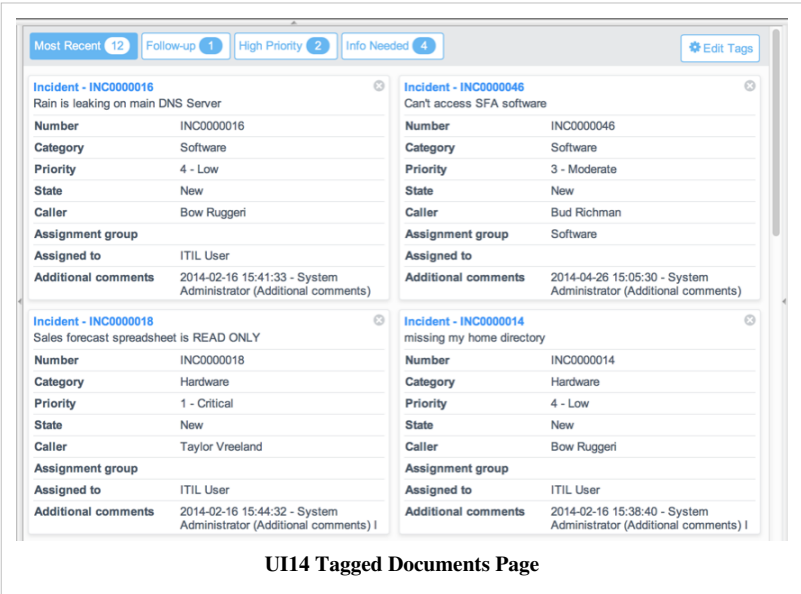 Most Recent 12 Follow-up 1 High Priority 2 Info Needed 4 Edit Tags
Incident - INC0000016
Rain is leaking on main DNS Server
Number INC0000016
Category Software
Priority 4 - Low
State New
Caller Bow Ruggeri
Assignment group
Assigned to ITIL User
Additional comments 2014-02-16 15:41:33 - System
Administrator (Additional comments)
Incident - INC0000046
Can't access SFA software
Number INC0000046
Category Software
Priority 3 - Moderate
State New
Caller Bud Richman
Assignment group Software
Assigned to
Additional comments 2014-04-26 15:05:30 - System
Administrator (Additional comments)
Incident - INC0000018
Sales forecast spreadsheet is READ ONLY
Number INC0000018
Category Hardware
Priority 1 - Critical
State New
Caller Taylor Vreeland
Assignment group
Assigned to ITIL User
Additional comments 2014-02-16 15:44:32 - System
Administrator (Additional comments) I
Incident - INC0000014
missing my home directory
Number INC0000014
Category Hardware
Priority 4 - Low
State New
Caller Bow Ruggeri
Assignment group
Assigned to ITIL User
Additional comments 2014-02-16 15:38:40 - System
Administrator (Additional comments) I
UI14 Tagged Documents Page